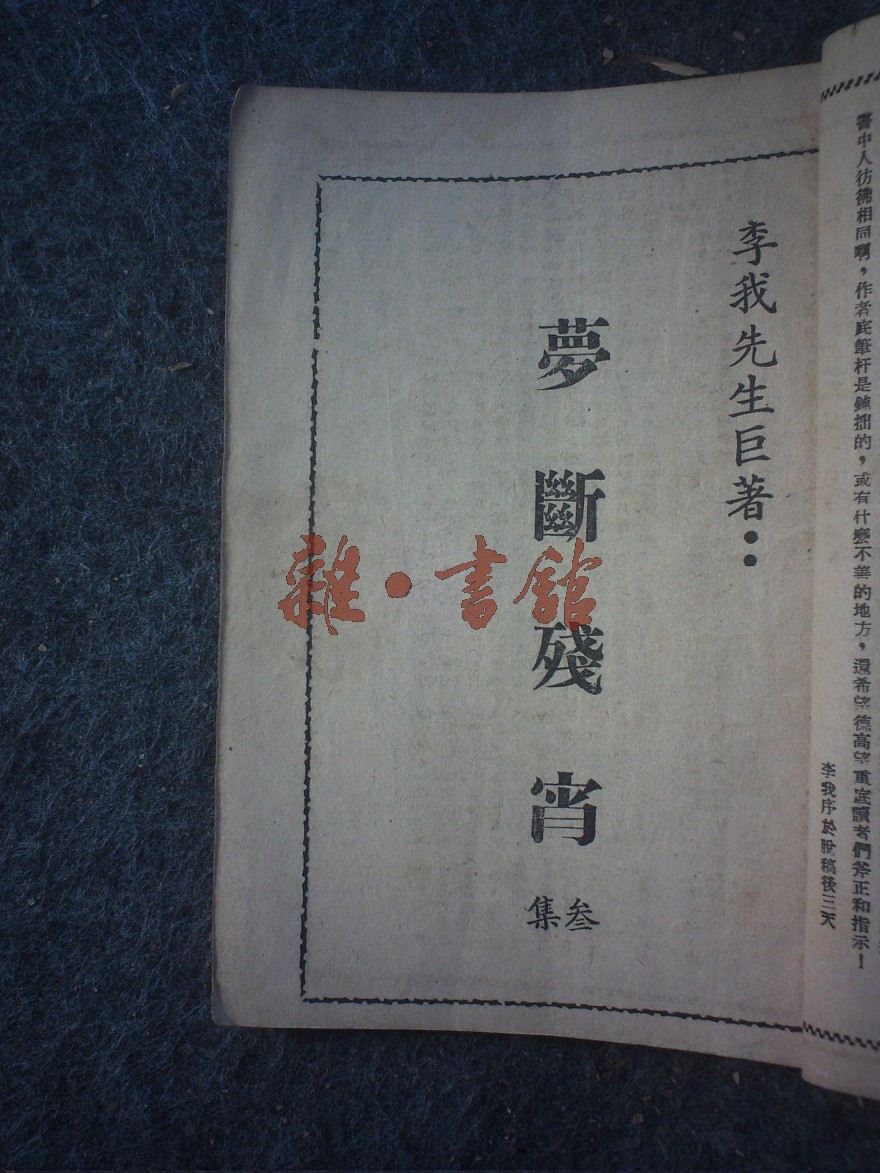 書中人彷彿相同啊，作者底筆杆是鍊拙的，或有什麽不善的地方，還希望德高望重底讀者們斧正和指示！
李我序於脫稿後三天
李我先生巨著：
夢斷殘宵
叁集
雜·書館